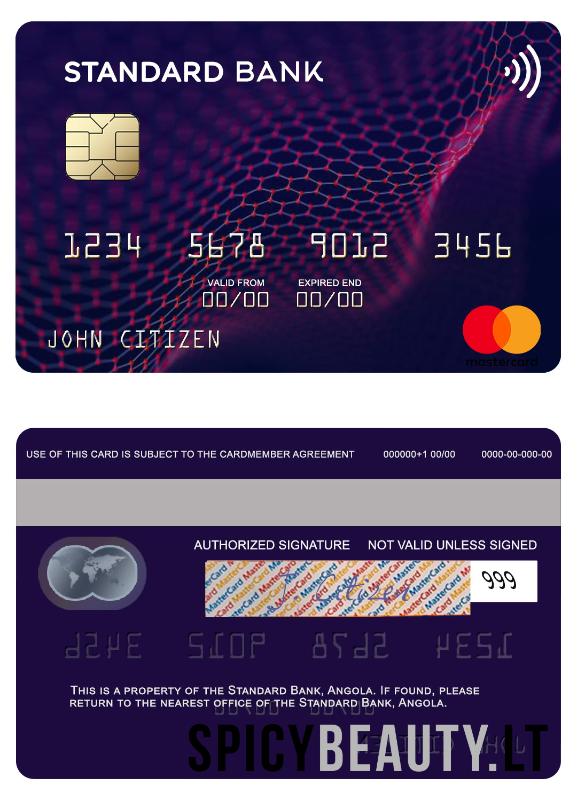 STANDARD BANK
1234 5678 9012 3456
VALID FROM EXPIRED END
00/00 00/00
JOHN CITIZEN
mastercard
USE OF THIS CARD IS SUBJECT TO THE CARDMEMBER AGREEMENT 000000+1 00/00 0000-00-000-00
AUTHORIZED SIGNATURE NOT VALID UNLESS SIGNED
999
THIS IS A PROPERTY OF THE STANDARD BANK, ANGOLA. IF FOUND, PLEASE
RETURN TO THE NEAREST OFFICE OF THE STANDARD BANK, ANGOLA.
SPICYBEAUTY.LT